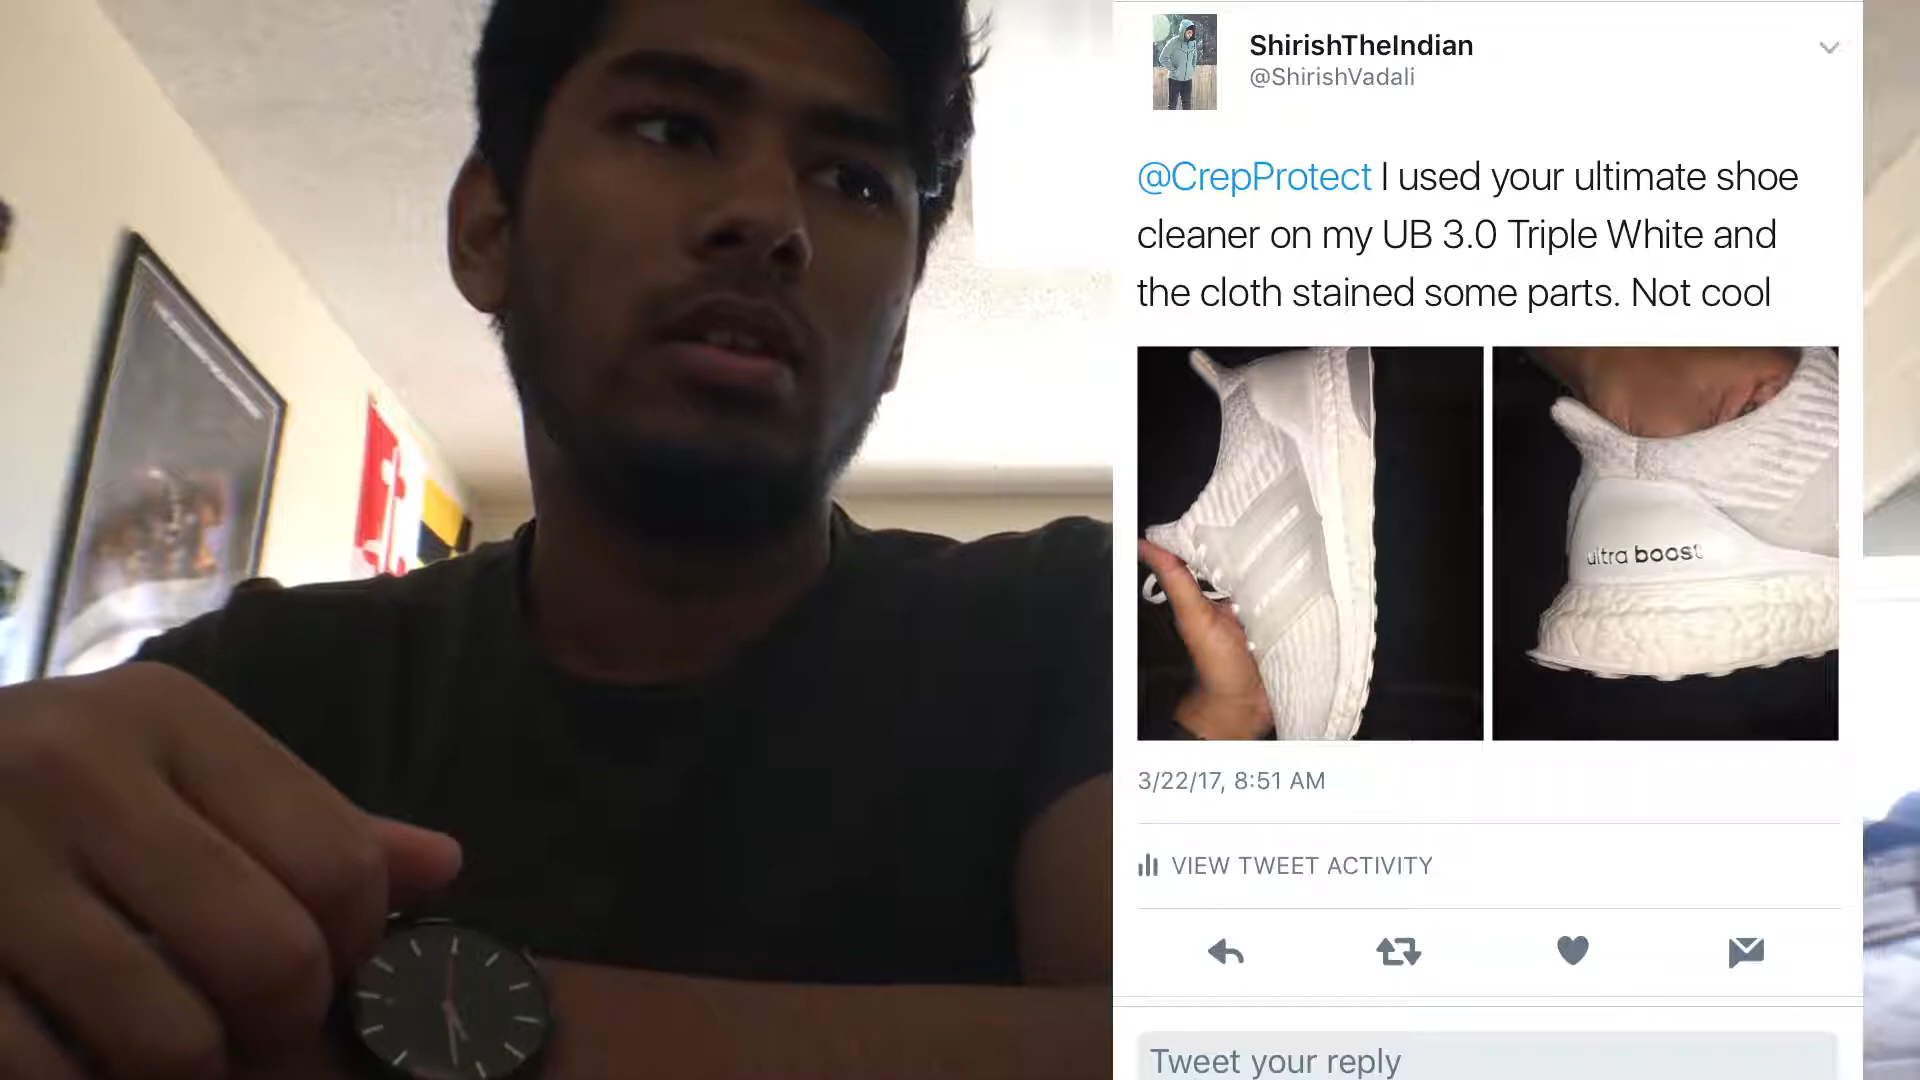 ShirishTheIndian
@ShirishVadali
@CrepProtect I used your ultimate shoe
cleaner on my UB 3.0 Triple White and
the cloth stained some parts. Not cool
ultra boost
3/22/17, 8:51 AM
VIEW TWEET ACTIVITY
Tweet your reply